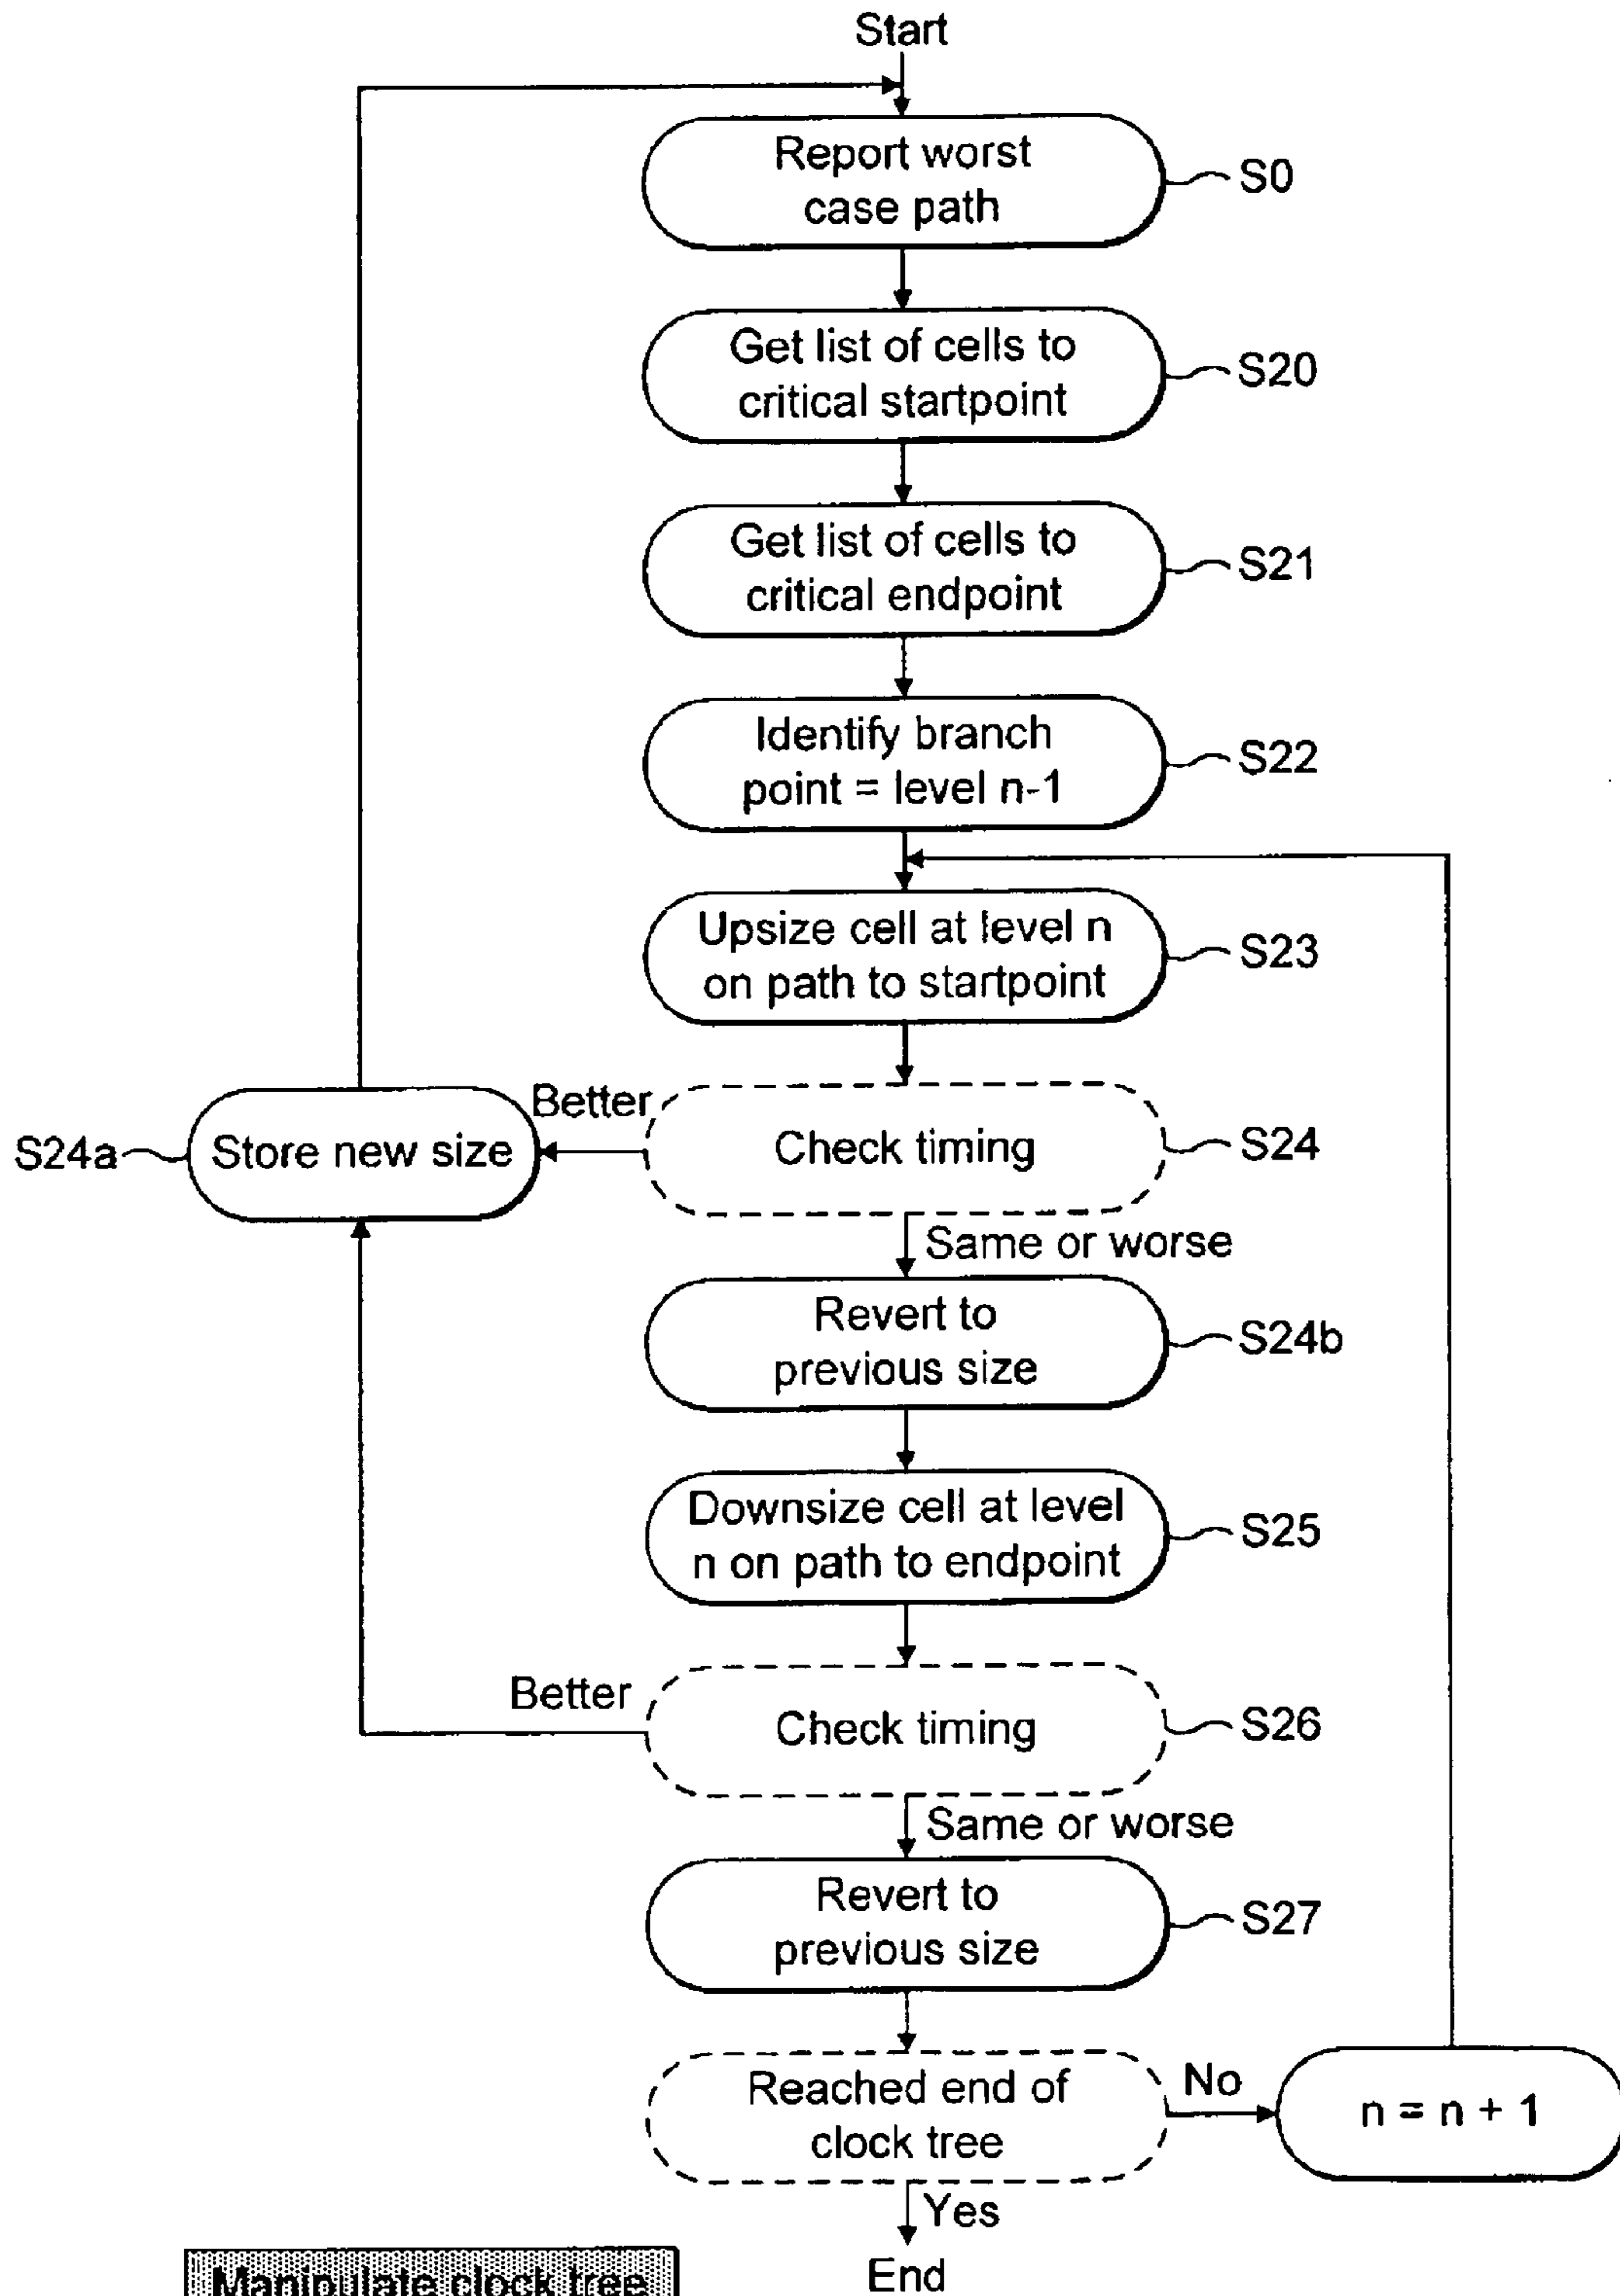 Start
Report worst
case path
S0
Get list of cells to
critical startpoint
S20
Get list of cells to
critical endpoint
S21
Identify branch
point = level n-1
S22
Upsize cell at level n
on path to startpoint
S23
S24a
Store new size
Better
Check timing
S24
Same or worse
Revert to
previous size
S24b
Downsize cell at level
n on path to endpoint
S25
Better
Check timing
S26
Same or worse
Revert to
previous size
S27
Reached end of
clock tree
No
n = n + 1
Yes
End
Manipulate clock tree